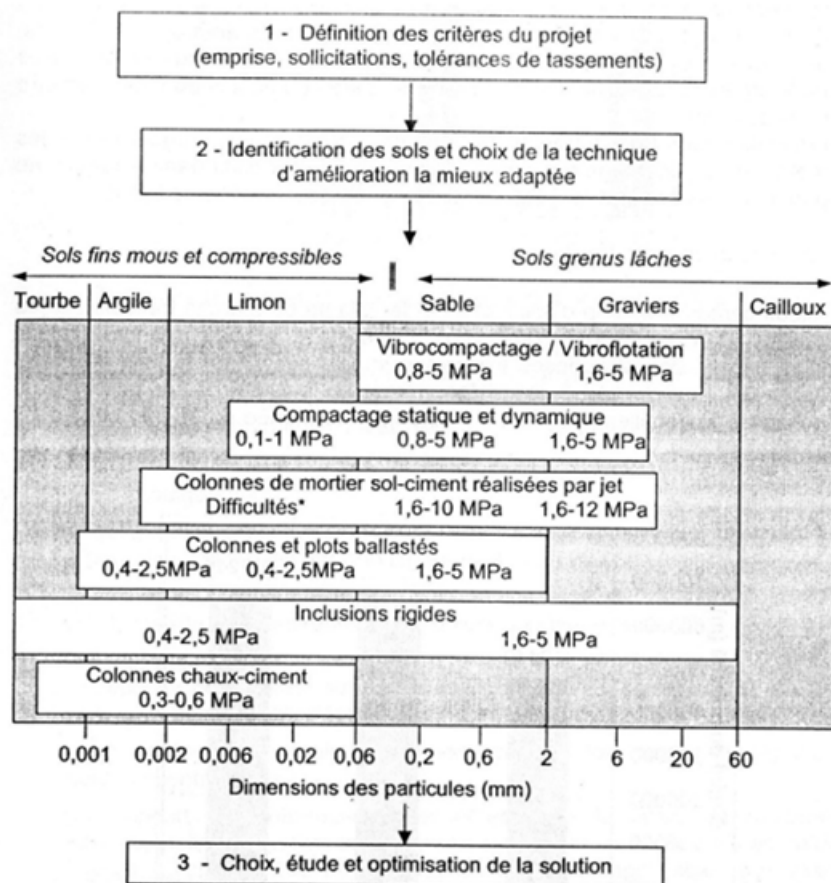 1 - Définition des critères du projet
(emprise, sollicitations, tolérances de tassements)
2 - Identification des sols et choix de la technique
d'amélioration la mieux adaptée
Sols fins mous et compressibles
Sols grenus lâches
Tourbe Argile Limon Sable Graviers Cailloux
Vibrocompactage / Vibroflotation
0,8-5 MPa 1,6-5 MPa
Compactage statique et dynamique
0,1-1 MPa 0,8-5 MPa 1,6-5 MPa
Colonnes de mortier sol-ciment réalisées par jet
Difficultés* 1,6-10 MPa 1,6-12 MPa
Colonnes et plots ballastés
0,4-2,5MPa 0,4-2,5MPa 1,6-5 MPa
Inclusions rigides
0,4-2,5 MPa 1,6-5 MPa
Colonnes chaux-ciment
0,3-0,6 MPa
0,001 0,002 0,006 0,02 0,06 0,2 0,6 2 6 20 60
Dimensions des particules (mm)
3 - Choix, étude et optimisation de la solution